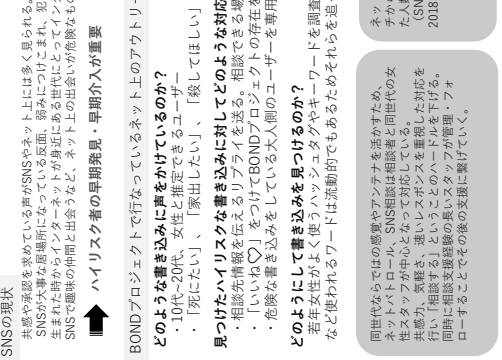 SNSの現状
共感や承認を求めている声がSNSやネット上には多く見られる。
SNSが大事な居場所になっている反面、弱みにつけこまれ、犯
生まれた時からインターネットが身近にある世代にとってイン
SNSで趣味の仲間と出会うなど、ネット上の出会いが危険なもの
ハイリスク者の早期発見・早期介入が重要
BONDプロジェクトで行なっているネット上のアウトリー
どのような書き込みに声をかけているのか?
・10代~20代、女性と推定できるユーザー
・「死にたい」、「家出したい」、「殺してほしい」
見つけたハイリスクな書き込みに対してどのような対応
・相談先情報を伝えるリプライを送る。相談できる場
・「いいね♡」をつけてBONDプロジェクトの存在を
・危険な書き込みをしている大人側のユーザーを専用
どのようにして書き込みを見つけるのか?
若年女性がよく使うハッシュタグやキーワードを調査
など使われるワードは流動的でもあるためそれらを追
同世代ならではの感覚やアンテナを活かすため、
ネットパトロール、SNS相談は相談者と同世代の女
性スタッフが中心となって対応している。
共感力、気軽さ、速いレスポンスを重視した対応を
行い「相談する」ということのハードルを下げる。
同時に相談支援経験の長いスタッフが管理・フォ
ローすることでその後の支援に繋げていく。
ネッ
チか
た人数
(SN
2018